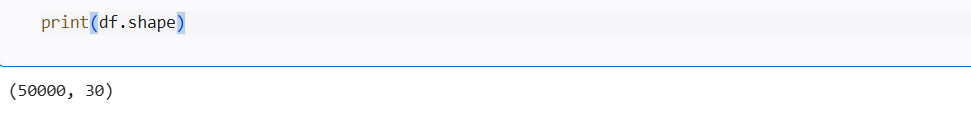 print(df.shape)
(50000, 30)